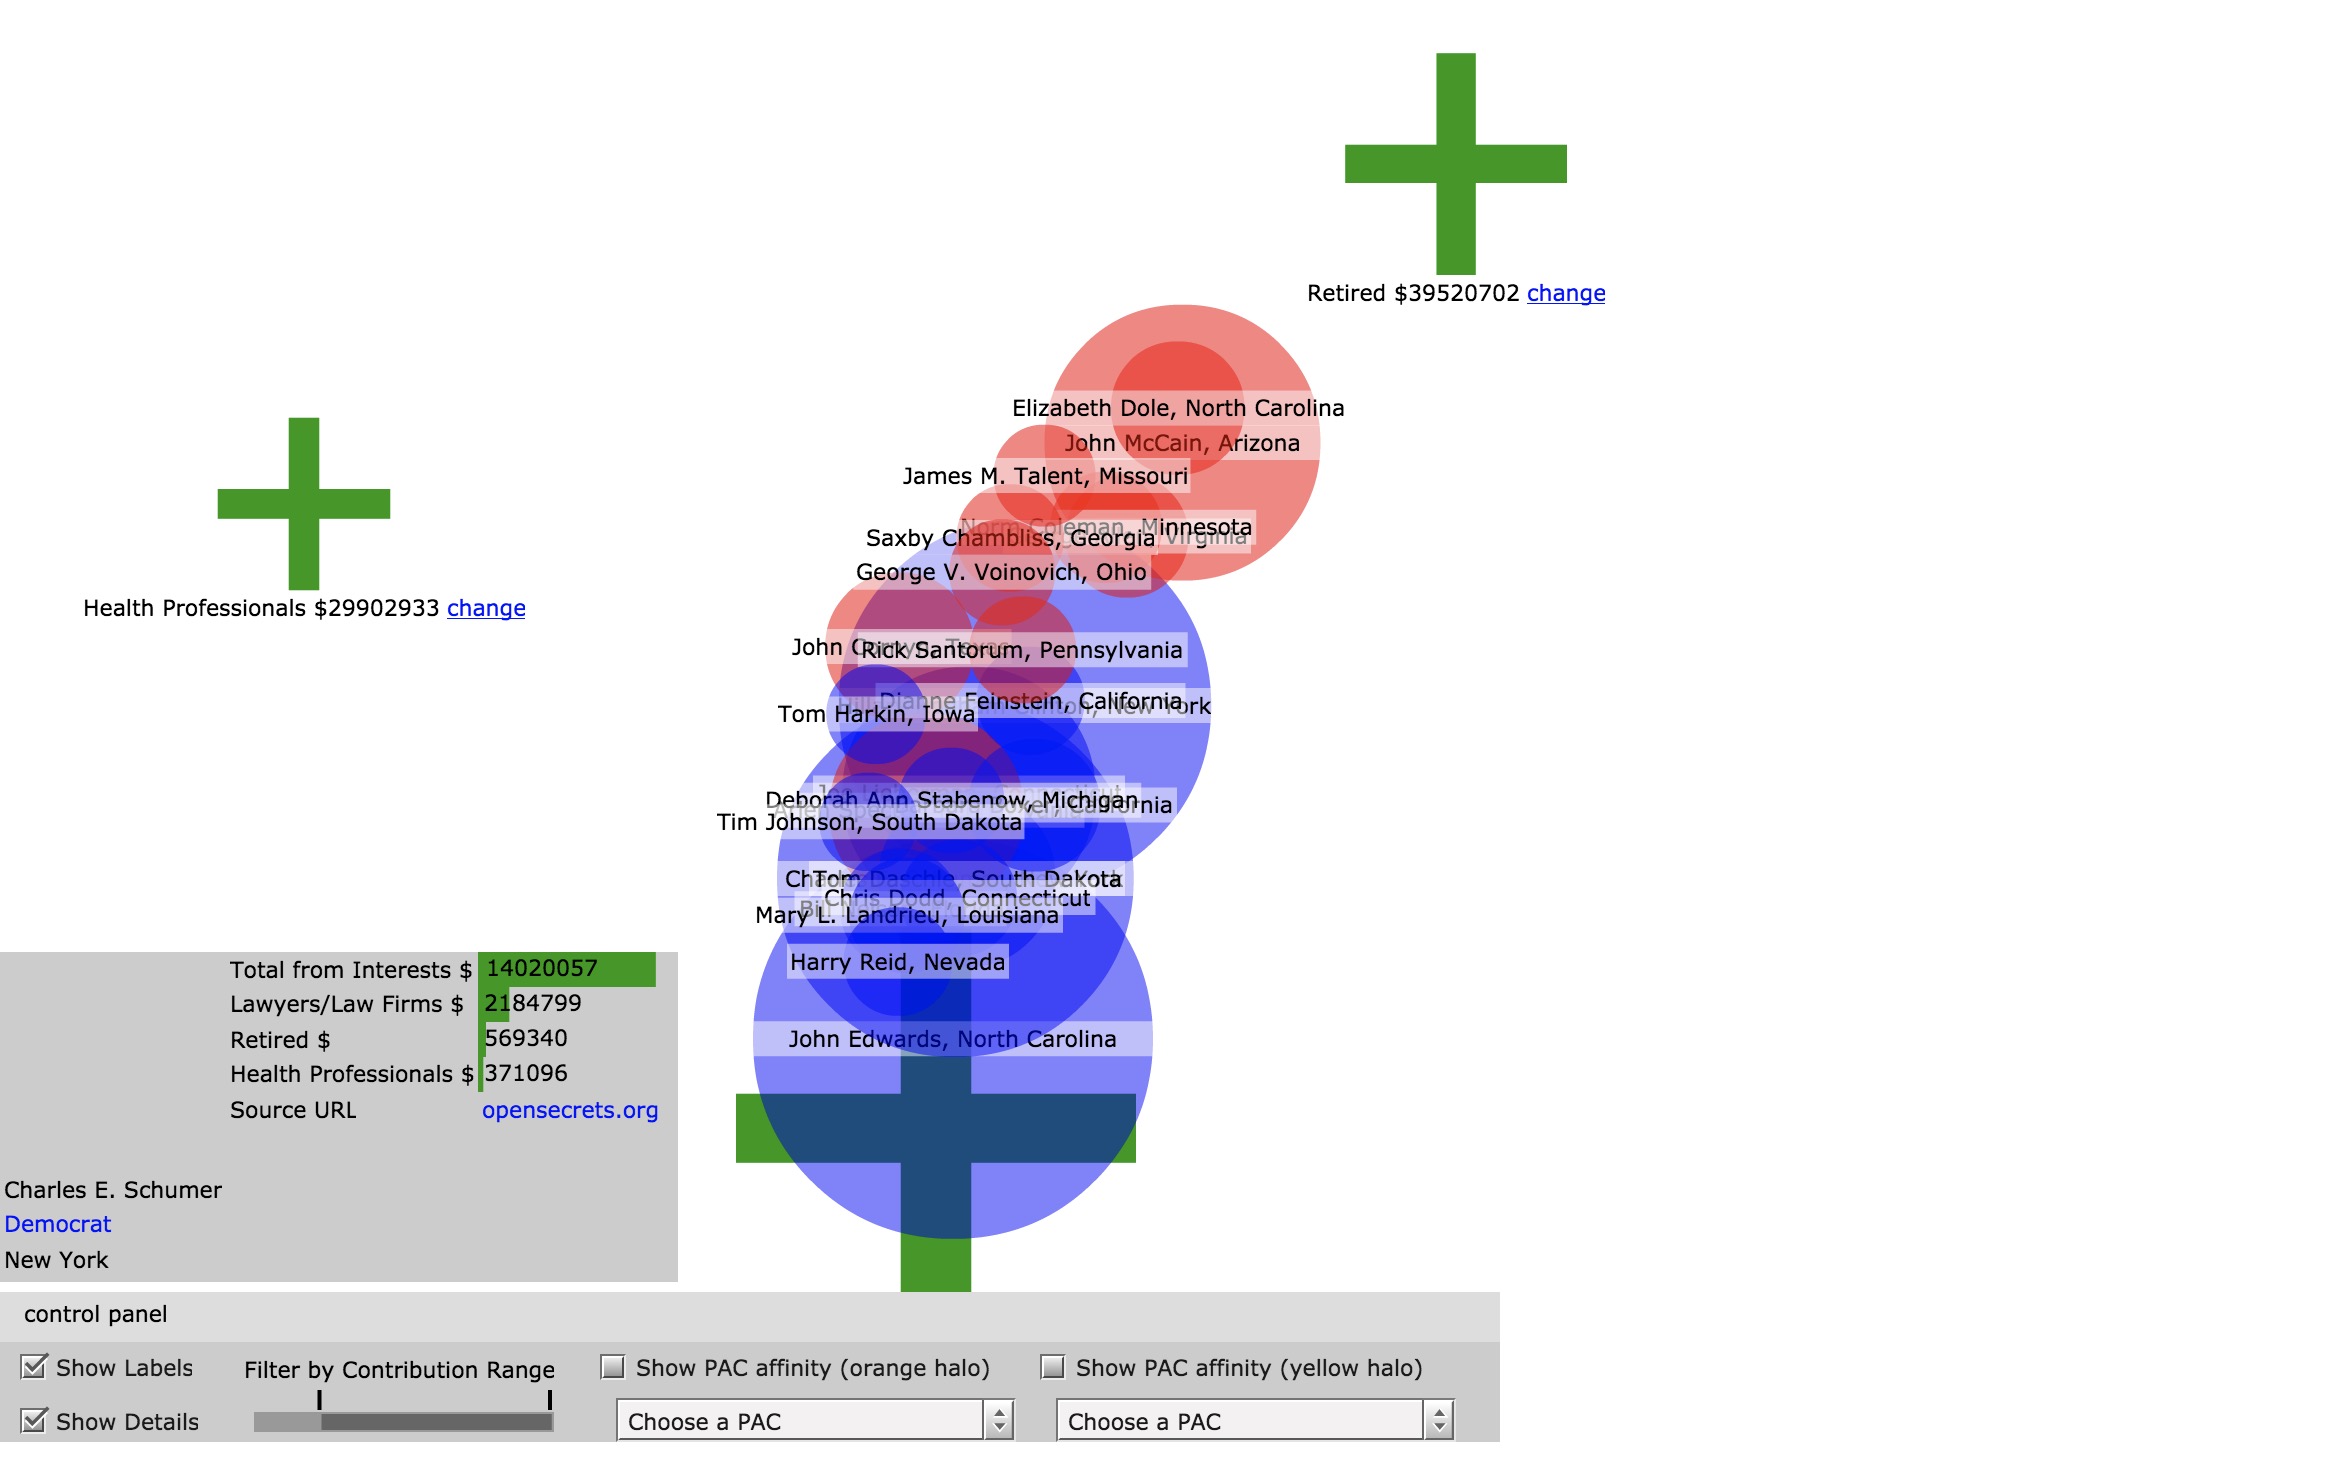 Retired $39520702 change
Elizabeth Dole, North Carolina
John McCain, Arizona
James M. Talent, Missouri
Norm Coleman, Minnesota
Virginia
Saxby Chambliss, Georgia
George V. Voinovich, Ohio
Health Professionals $29902933 change
John Cornyn, Texas
Rick Santorum, Pennsylvania
Dianne Feinstein, California
Clinton, New York
Tom Harkin, Iowa
Deborah Ann Stabenow, Michigan
California
Tim Johnson, South Dakota
Tom Daschle, South Dakota
Chris Dodd, Connecticut
Bill
Mary L. Landrieu, Louisiana
Harry Reid, Nevada
John Edwards, North Carolina
Total from Interests $ 14020057
Lawyers/Law Firms $ 2184799
Retired $ 569340
Health Professionals $ 371096
Source URL opensecrets.org
Charles E. Schumer
Democrat
New York
control panel
Show Labels
Filter by Contribution Range
Show PAC affinity (orange halo)
Show PAC affinity (yellow halo)
Show Details
Choose a PAC
Choose a PAC